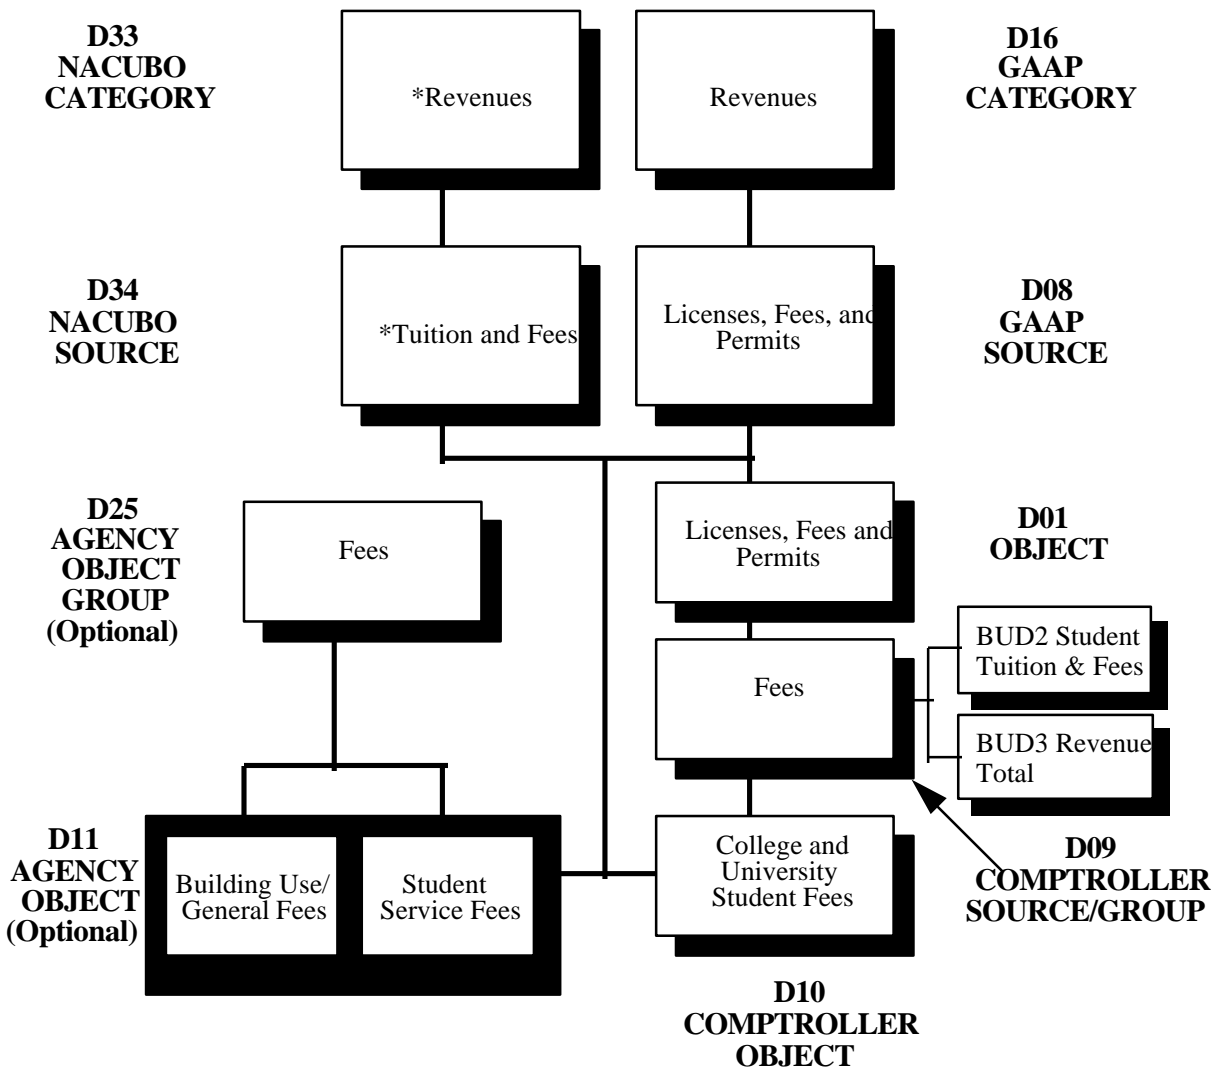 D33
NACUBO
CATEGORY
*Revenues
Revenues
D16
GAAP
CATEGORY
D34
NACUBO
SOURCE
*Tuition and Fees
Licenses, Fees, and
Permits
D08
GAAP
SOURCE
D25
AGENCY
OBJECT
GROUP
(Optional)
Fees
Licenses, Fees and
Permits
D01
OBJECT
Fees
BUD2 Student
Tuition & Fees
BUD3 Revenue
Total
D11
AGENCY
OBJECT
(Optional)
Building Use/
General Fees
Student
Service Fees
College and
University
Student Fees
D09
COMPTROLLER
SOURCE/GROUP
D10
COMPTROLLER
OBJECT